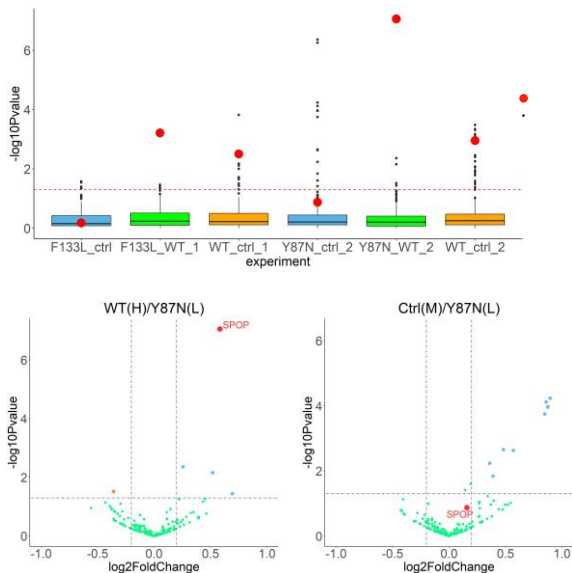 6
4
2
0
-log10Pvalue
F133L_ctrl F133L_WT_1 WT_ctrl_1 Y87N_ctrl_2 Y87N_WT_2 WT_ctrl_2
experiment
WT(H)/Y87N(L)
SPOP
6
4
2
0
-log10Pvalue
-1.0 -0.5 0.0 0.5 1.0
log2FoldChange
Ctrl(M)/Y87N(L)
6
4
2
0
-log10Pvalue
SPOP
-1.0 -0.5 0.0 0.5 1.0
log2FoldChange